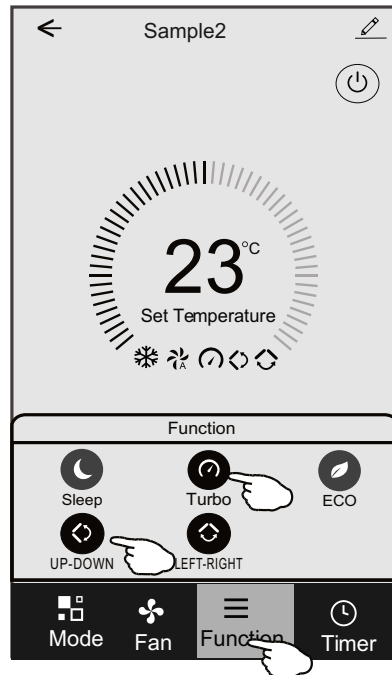 Sample2
23°C
Set Temperature
A
Function
Sleep Turbo ECO
UP-DOWN LEFT-RIGHT
Mode Fan Function Timer